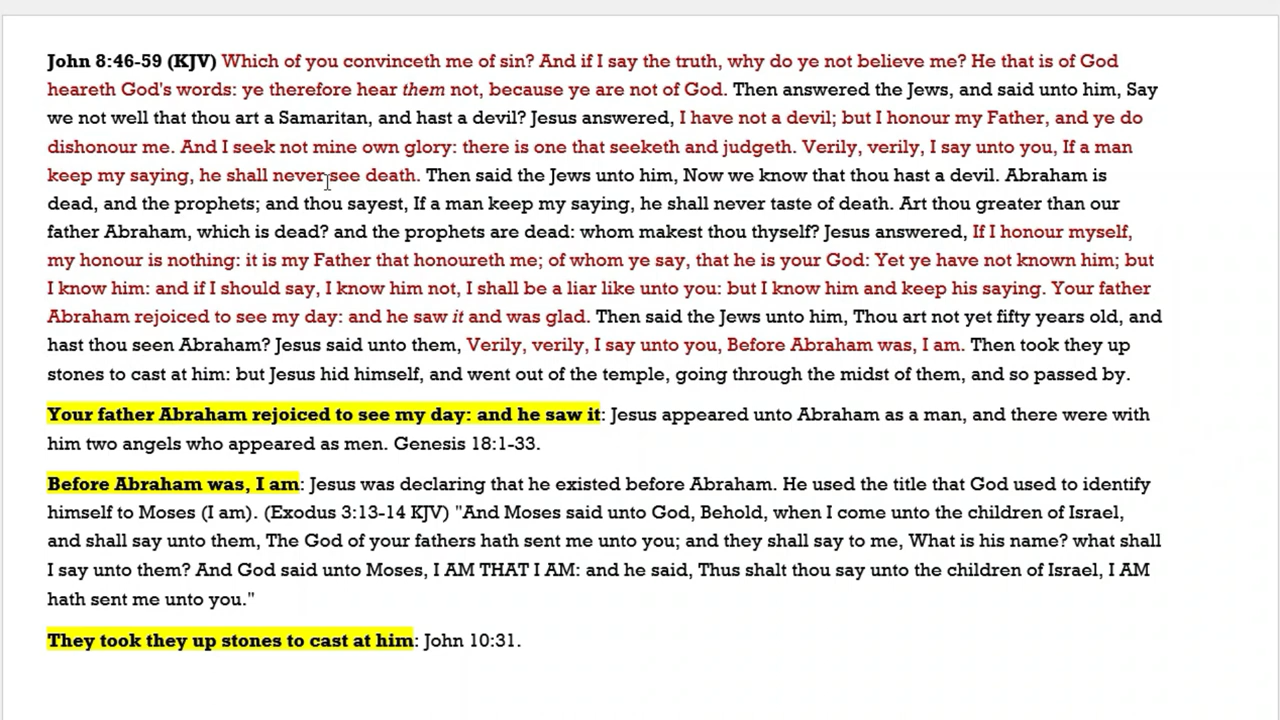 John 8:46-59 (KJV) Which of you convinceth me of sin? And if I say the truth, why do ye not believe me? He that is of God
heareth God's words: ye therefore hear them not, because ye are not of God. Then answered the Jews, and said unto him, Say
we not well that thou art a Samaritan, and hast a devil? Jesus answered, I have not a devil; but I honour my Father, and ye do
dishonour me. And I seek not mine own glory: there is one that seeketh and judgeth. Verily, verily, I say unto you, If a man
keep my saying, he shall never see death. Then said the Jews unto him, Now we know that thou hast a devil. Abraham is
dead, and the prophets; and thou sayest, If a man keep my saying, he shall never taste of death. Art thou greater than our
father Abraham, which is dead? and the prophets are dead: whom makest thou thyself? Jesus answered, If I honour myself,
my honour is nothing: it is my Father that honoureth me; of whom ye say, that he is your God: Yet ye have not known him; but
I know him: and if I should say, I know him not, I shall be a liar like unto you: but I know him and keep his saying. Your father
Abraham rejoiced to see my day: and he saw it and was glad. Then said the Jews unto him, Thou art not yet fifty years old, and
hast thou seen Abraham? Jesus said unto them, Verily, verily, I say unto you, Before Abraham was, I am. Then took they up
stones to cast at him: but Jesus hid himself, and went out of the temple, going through the midst of them, and so passed by.
Your father Abraham rejoiced to see my day: and he saw it: Jesus appeared unto Abraham as a man, and there were with
him two angels who appeared as men. Genesis 18:1-33.
Before Abraham was, I am: Jesus was declaring that he existed before Abraham. He used the title that God used to identify
himself to Moses (I am). (Exodus 3:13-14 KJV) "And Moses said unto God, Behold, when I come unto the children of Israel,
and shall say unto them, The God of your fathers hath sent me unto you; and they shall say to me, What is his name? what shall
I say unto them? And God said unto Moses, I AM THAT I AM: and he said, Thus shalt thou say unto the children of Israel, I AM
hath sent me unto you."
They took they up stones to cast at him: John 10:31.